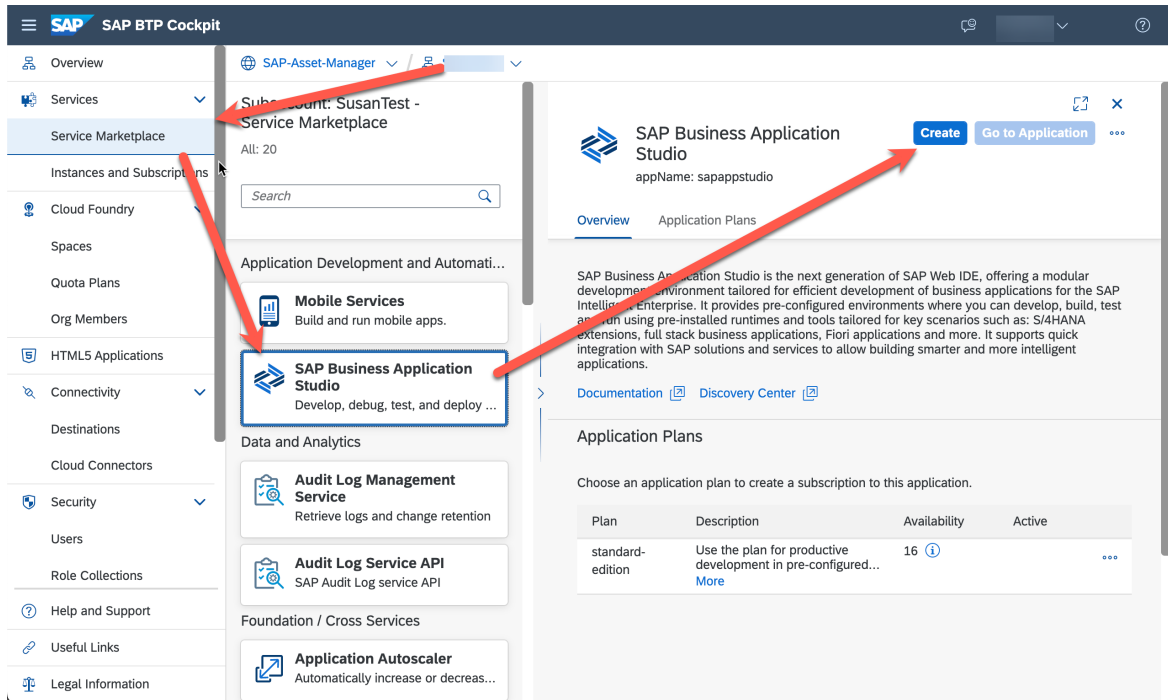 SAP SAP BTP Cockpit
Overview
Services
Service Marketplace
Instances and Subscriptions
Cloud Foundry
Spaces
Quota Plans
Org Members
HTML5 Applications
Connectivity
Destinations
Cloud Connectors
Security
Users
Role Collections
Help and Support
Useful Links
Legal Information
SAP-Asset-Manager /
Subaccount: SusanTest -
Service Marketplace
All: 20
Search
Application Development and Automati...
Mobile Services
Build and run mobile apps.
SAP Business Application
Studio
Develop, debug, test, and deploy ...
Data and Analytics
Audit Log Management
Service
Retrieve logs and change retention
Audit Log Service API
SAP Audit Log service API
Foundation / Cross Services
Application Autoscaler
Automatically increase or decreas...
SAP Business Application
Studio
appName: sapappstudio
Create Go to Application
Overview Application Plans
SAP Business Application Studio is the next generation of SAP Web IDE, offering a modular
development environment tailored for efficient development of business applications for the SAP
Intelligent Enterprise. It provides pre-configured environments where you can develop, build, test
and run using pre-installed runtimes and tools tailored for key scenarios such as: S/4HANA
extensions, full stack business applications, Fiori applications and more. It supports quick
integration with SAP solutions and services to allow building smarter and more intelligent
applications.
Documentation Discovery Center
Application Plans
Choose an application plan to create a subscription to this application.
Plan Description Availability Active
standard-
edition
Use the plan for productive
development in pre-configured...
More
16